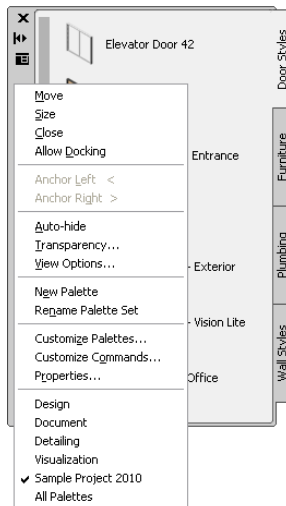 Elevator Door 42
Move
Size
Close
Allow Docking
Entrance
Anchor Left <
Anchor Right >
Auto-hide
Transparency...
View Options...
- Exterior
New Palette
Rename Palette Set
- Vision Lite
Customize Palettes...
Customize Commands...
Properties...
Office
Design
Document
Detailing
Visualization
Sample Project 2010
All Palettes
Door Styles
Furniture
Plumbing
Wall Styles